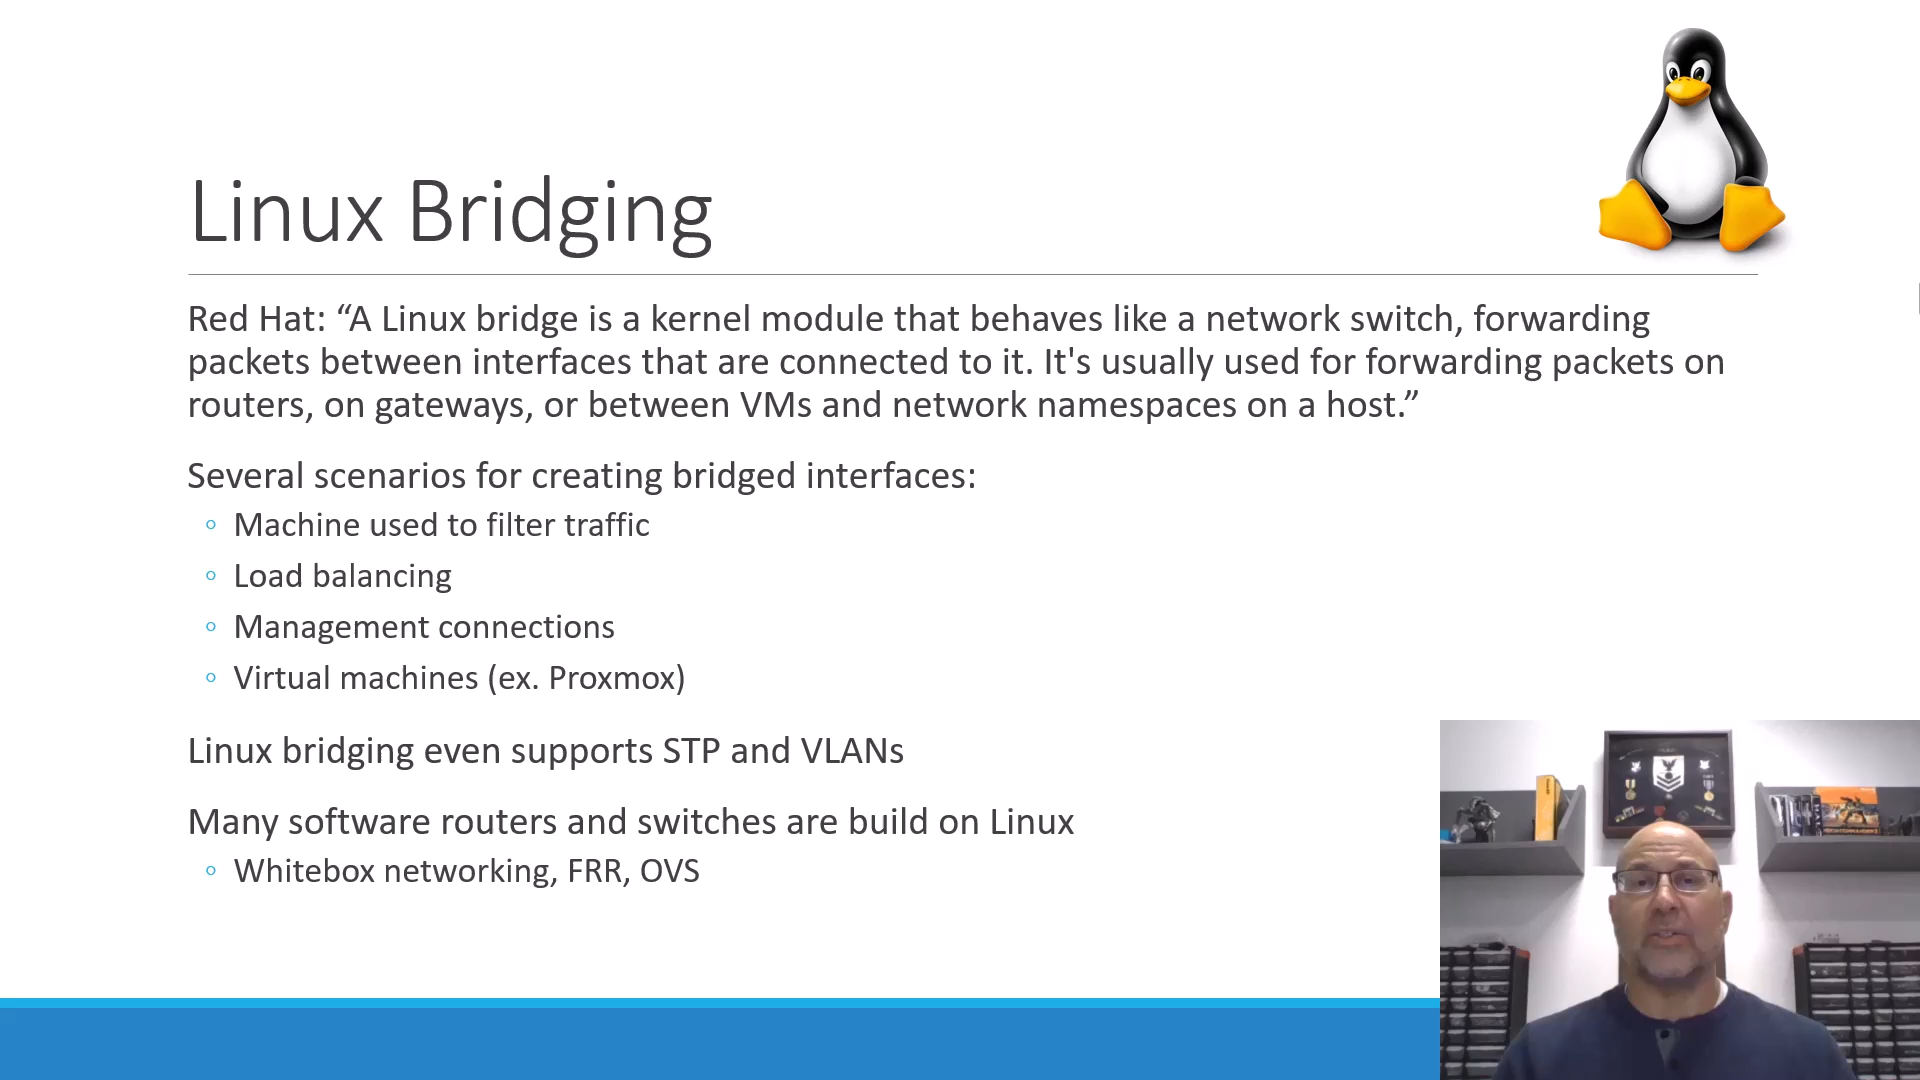 Linux Bridging
Red Hat: “A Linux bridge is a kernel module that behaves like a network switch, forwarding
packets between interfaces that are connected to it. It's usually used for forwarding packets on
routers, on gateways, or between VMs and network namespaces on a host.”
Several scenarios for creating bridged interfaces:
◦ Machine used to filter traffic
◦ Load balancing
◦ Management connections
◦ Virtual machines (ex. Proxmox)
Linux bridging even supports STP and VLANs
Many software routers and switches are build on Linux
◦ Whitebox networking, FRR, OVS